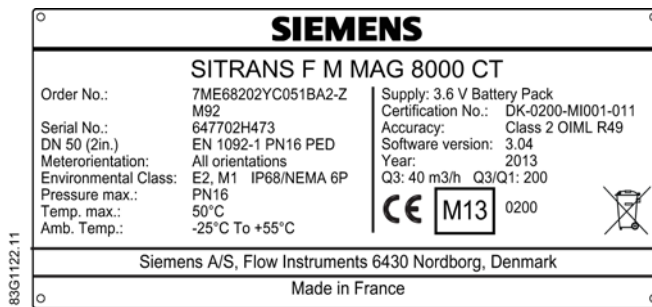 SIEMENS
SITRANS F M MAG 8000 CT
Order No.: 7ME68202YC051BA2-Z
M92
Serial No.: 647702H473
DN 50 (2in.) EN 1092-1 PN16 PED
Meterorientation: All orientations
Environmental Class: E2, M1 IP68/NEMA 6P
Pressure max.: PN16
Temp. max.: 50°C
Amb. Temp.: -25°C To +55°C
Supply: 3.6 V Battery Pack
Certification No.: DK-0200-MI001-011
Accuracy: Class 2 OIML R49
Software version: 3.04
Year: 2013
Q3: 40 m3/h Q3/Q1: 200
CE M13 0200
Siemens A/S, Flow Instruments 6430 Nordborg, Denmark
Made in France
83G1122.11